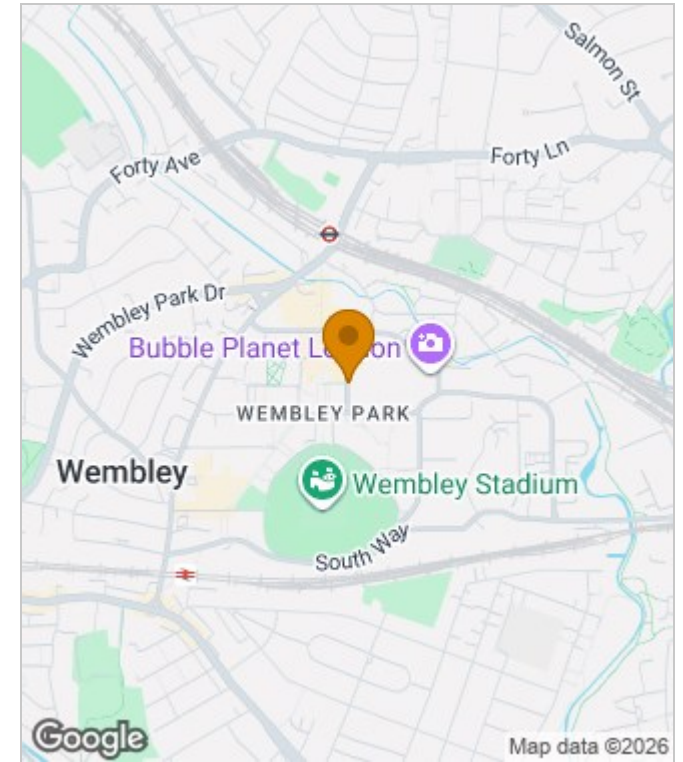 Salmon St
Forty Ave
Forty Ln
Wembley Park Dr
Bubble Planet L on
WEMBLEY PARK
Wembley
Wembley Stadium
South Way
Google
Map data ©2026